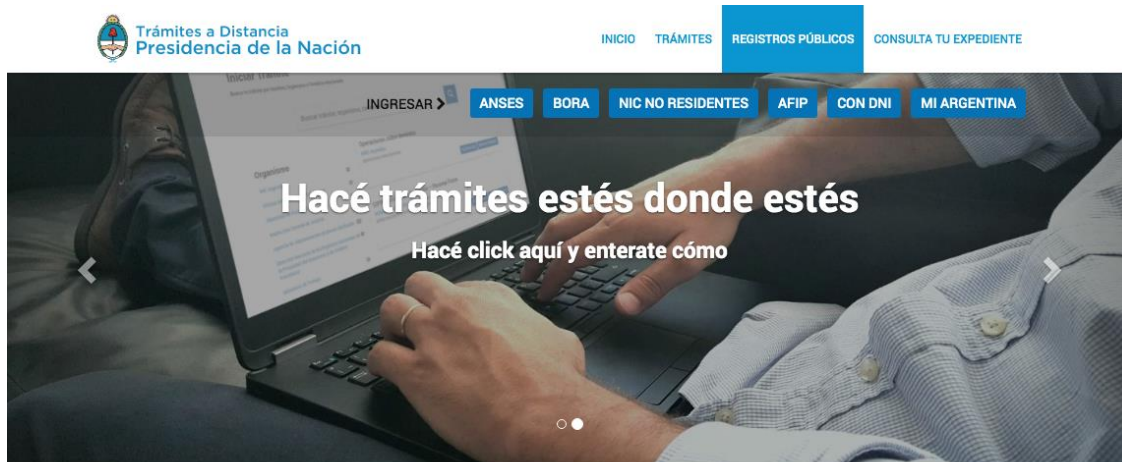 Trámites a Distancia
Presidencia de la Nación
INICIO TRÁMITES REGISTROS PÚBLICOS CONSULTA TU EXPEDIENTE
INGRESAR ANSES BORA NIC NO RESIDENTES AFIP CON DNI MI ARGENTINA
Organismo
Hacé trámites estés donde estés
Hacé click aquí y enterate cómo